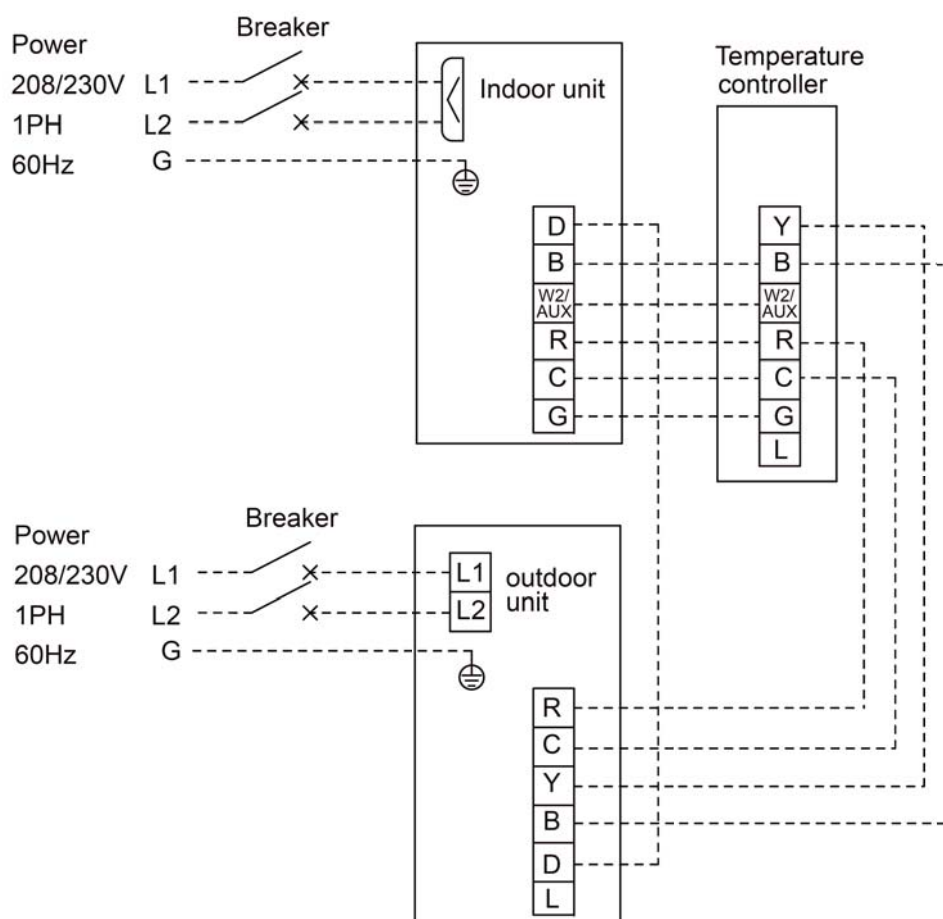 Breaker
Power
208/230V L1
1PH L2
60Hz G
Indoor unit
D
B
W2/
AUX
R
C
G
Temperature
controller
Y
B
W2/
AUX
R
C
G
L
Breaker
Power
208/230V L1
1PH L2
60Hz G
L1
L2
outdoor
unit
R
C
Y
B
D
L